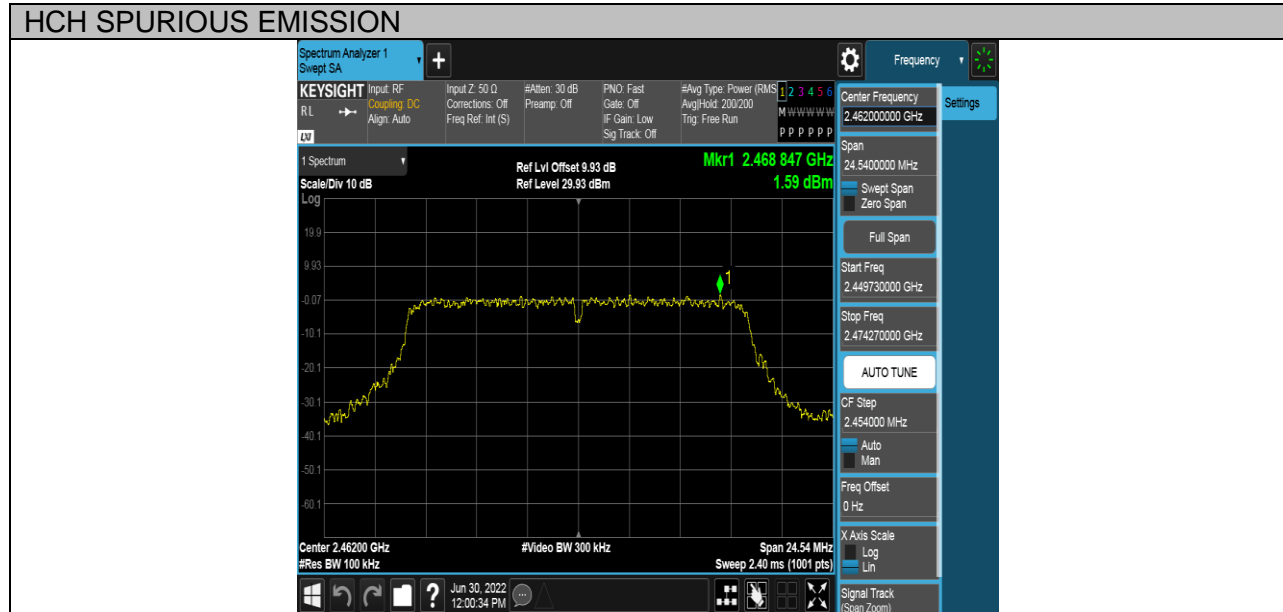 HCH SPURIOUS EMISSION
Spectrum Analyzer 1
Swept SA
+
Frequency
KEYSIGHT
RL
LXI
Input: RF
Coupling: DC
Align: Auto
Input Z: 50 Ω
Corrections: Off
Freq Ref: Int (S)
#Atten: 30 dB
Preamp: Off
PNO: Fast
Gate: Off
IF Gain: Low
Sig Track: Off
#Avg Type: Power (RMS
Avg|Hold: 200/200
Trig: Free Run
1 2 3 4 5 6
M W W W W W
P P P P P P
Center Frequency
2.462000000 GHz
Settings
1 Spectrum
Ref Lvl Offset 9.93 dB
Mkr1 2.468 847 GHz
Scale/Div 10 dB
Ref Level 29.93 dBm
1.59 dBm
Log
19.9
9.93
-0.07
-10.1
-20.1
-30.1
-40.1
-50.1
-60.1
1
Span
24.5400000 MHz
Swept Span
Zero Span
Full Span
Start Freq
2.449730000 GHz
Stop Freq
2.474270000 GHz
AUTO TUNE
CF Step
2.454000 MHz
Auto
Man
Freq Offset
0 Hz
X Axis Scale
Log
Lin
Signal Track
(Span Zoom)
Center 2.46200 GHz
#Video BW 300 kHz
Span 24.54 MHz
#Res BW 100 kHz
Sweep 2.40 ms (1001 pts)
?
Jun 30, 2022
12:00:34 PM